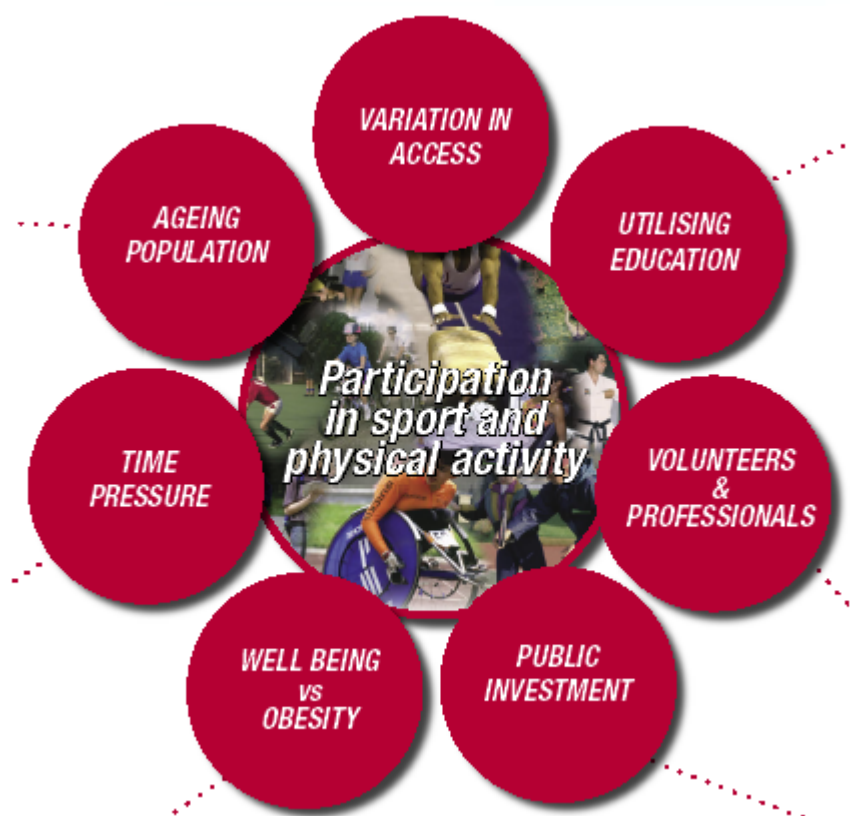 VARIATION IN
ACCESS
UTILISING
EDUCATION
VOLUNTEERS
&
PROFESSIONALS
PUBLIC
INVESTMENT
WELL BEING
vs
OBESITY
TIME
PRESSURE
AGEING
POPULATION
Participation
in sport and
physical activity